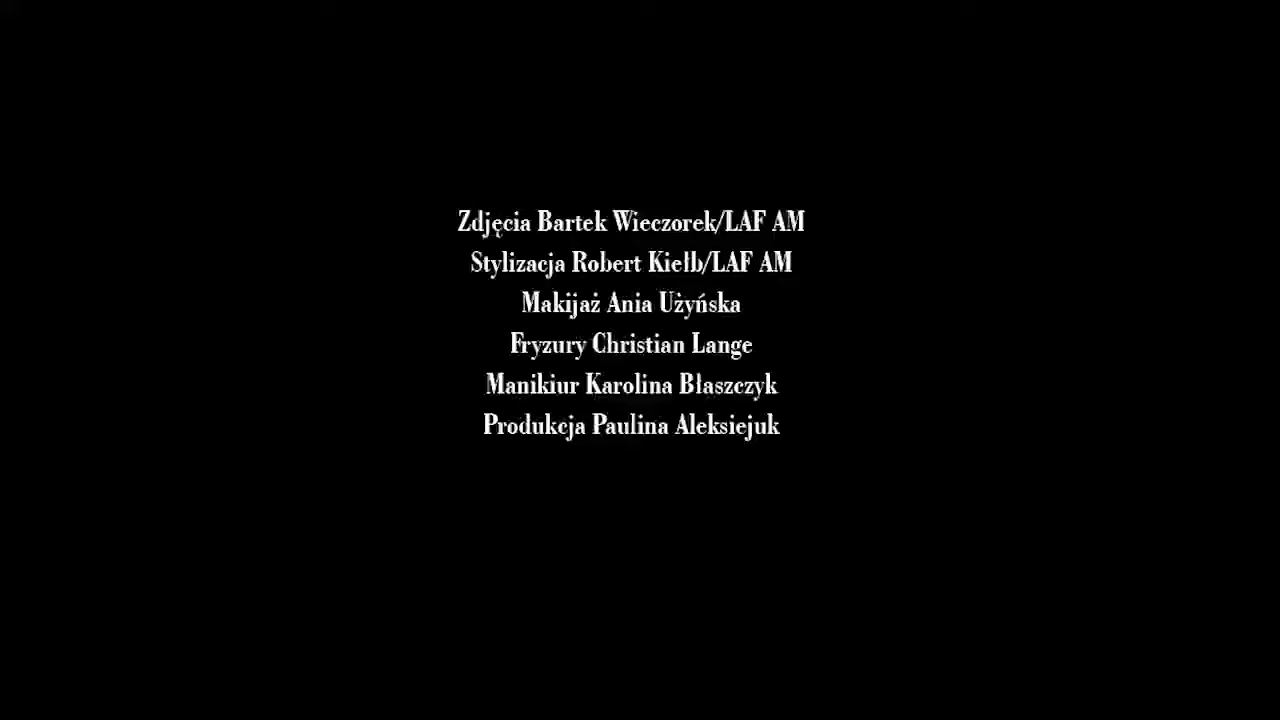 Zdjęcia Bartek Wieczorek/LAF AM
Stylizacja Robert Kiełb/LAF AM
Makijaż Ania Użyńska
Fryzury Christian Lange
Manikiur Karolina Błaszczyk
Produkcja Paulina Aleksiejuk